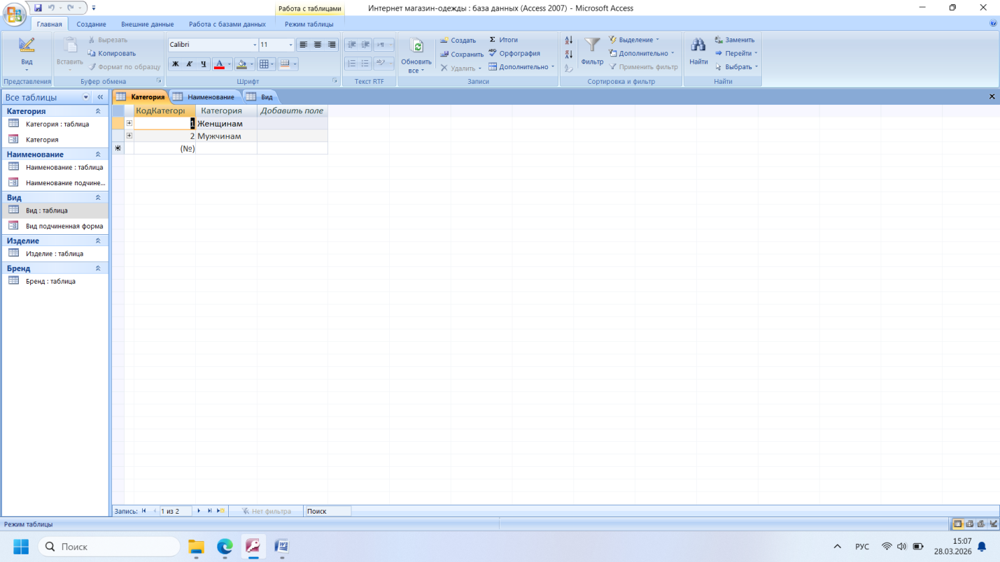 Работа с таблицами
Интернет магазин-одежды : база данных (Access 2007) - Microsoft Access
Главная Создание Внешние данные Работа с базами данных Режим таблицы
Вид
Представления
Вставить
Вырезать
Копировать
Формат по образцу
Буфер обмена
Calibri 11
Ж К Ч А
Шрифт
Текст RTF
Обновить
все
Создать
Сохранить
Удалить
Итоги
Орфография
Дополнительно
Записи
Фильтр
Выделение
Дополнительно
Применить фильтр
Сортировка и фильтр
Найти
Заменить
Перейти
Выбрать
Найти
Все таблицы
Категория
Категория : таблица
Категория
Наименование
Наименование : таблица
Наименование подчине...
Вид
Вид : таблица
Вид подчиненная форма
Изделие
Изделие : таблица
Бренд
Бренд : таблица
Категория Наименование Вид
КодКатегорı Категория Добавить поле
1 Женщинам
2 Мужчинам
(№)
Запись: 1 из 2 Нет фильтра Поиск
Режим таблицы
Поиск
РУС
15:07
28.03.2026